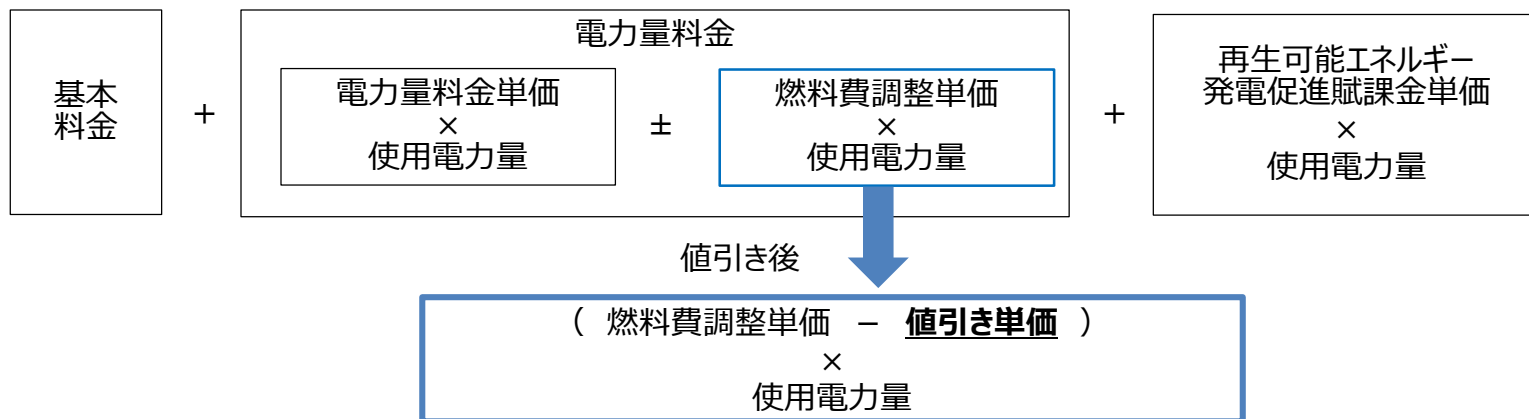 基本
料金
+
電力量料金
電力量料金単価
×
使用電力量
±
燃料費調整単価
×
使用電力量
+
再生可能エネルギー
発電促進賦課金単価
×
使用電力量
値引き後
( 燃料費調整単価 － 値引き単価 )
×
使用電力量